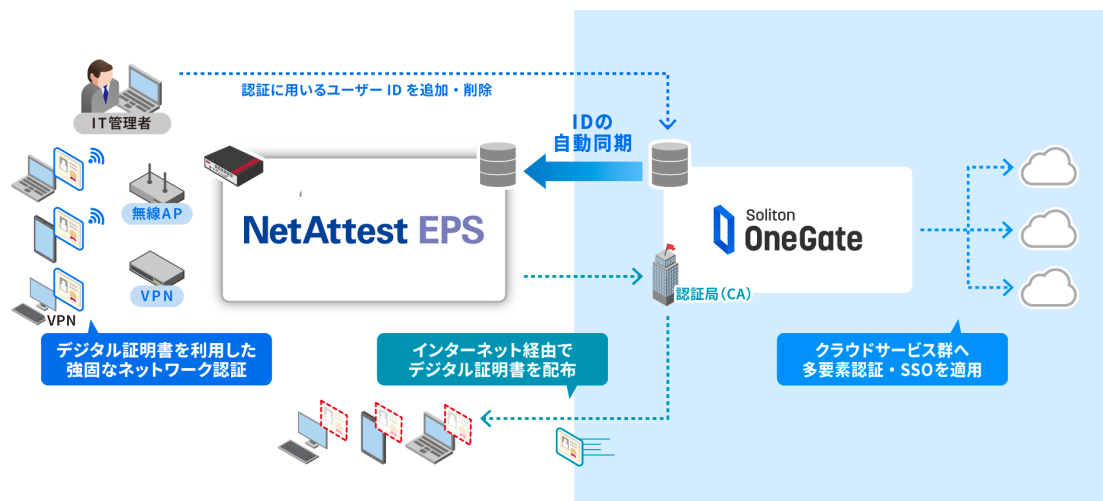 認証に用いるユーザー ID を追加・削除
IT管理者
IDの
自動同期
無線AP
NetAttest EPS
Soliton
OneGate
VPN
認証局(CA)
VPN
デジタル証明書を利用した
強固なネットワーク認証
インターネット経由で
デジタル証明書を配布
クラウドサービス群へ
多要素認証・SSOを適用